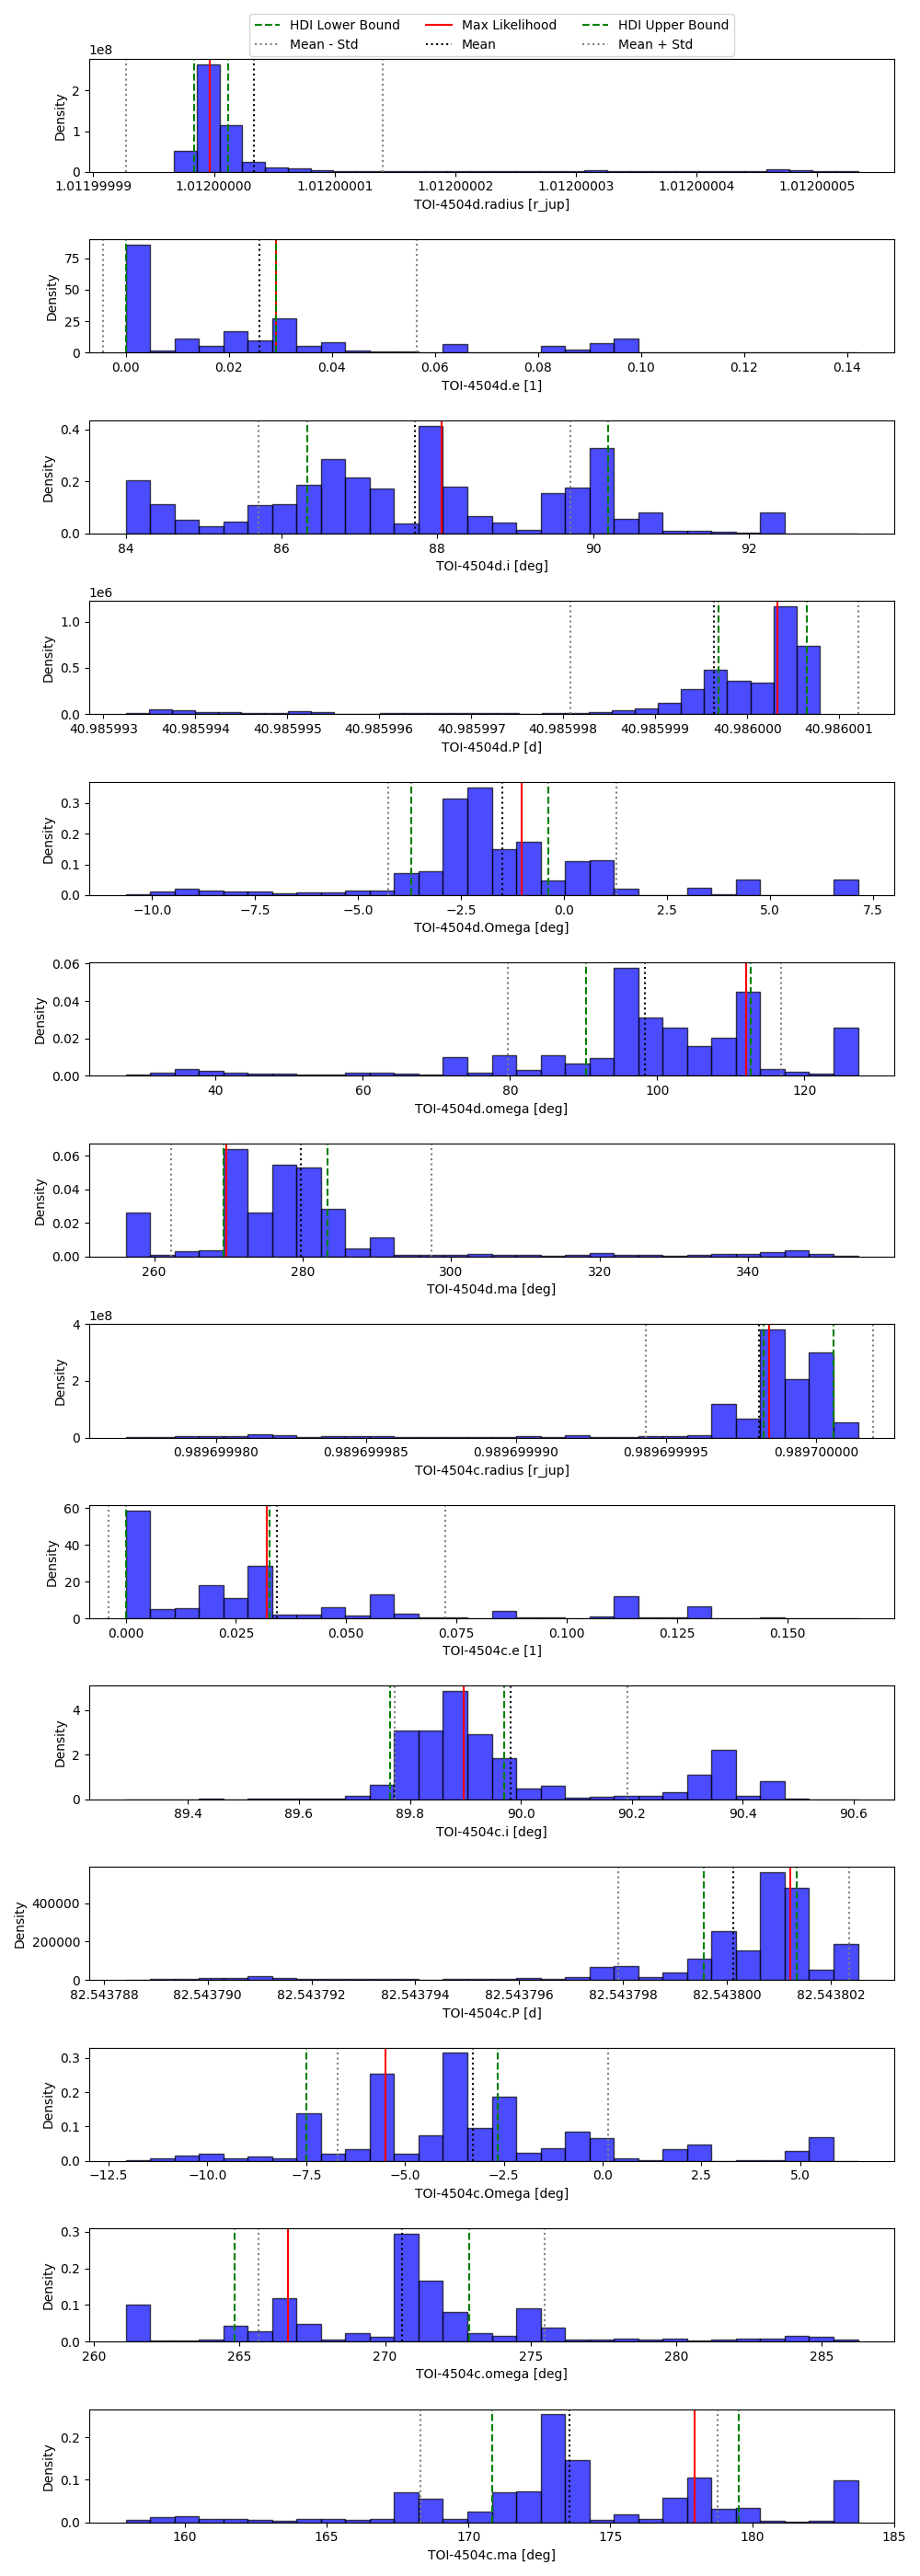 HDI Lower Bound Max Likelihood HDI Upper Bound
Mean - Std Mean Mean + Std
1e8
2
1
0
Density
1.01199999 1.01200000 1.01200001 1.01200002 1.01200003 1.01200004 1.01200005
TOI-4504d.radius [r_jup]
75
50
25
0
Density
0.00 0.02 0.04 0.06 0.08 0.10 0.12 0.14
TOI-4504d.e [1]
0.4
0.2
0.0
Density
84 86 88 90 92
TOI-4504d.i [deg]
1e6
1.0
0.5
0.0
Density
40.985993 40.985994 40.985995 40.985996 40.985997 40.985998 40.985999 40.986000 40.986001
TOI-4504d.P [d]
0.3
0.2
0.1
0.0
Density
−10.0 −7.5 −5.0 −2.5 0.0 2.5 5.0 7.5
TOI-4504d.Omega [deg]
0.06
0.04
0.02
0.00
Density
40 60 80 100 120
TOI-4504d.omega [deg]
0.06
0.04
0.02
0.00
Density
260 280 300 320 340
TOI-4504d.ma [deg]
1e8
4
2
0
Density
0.989699980 0.989699985 0.989699990 0.989699995 0.989700000
TOI-4504c.radius [r_jup]
60
40
20
0
Density
0.000 0.025 0.050 0.075 0.100 0.125 0.150
TOI-4504c.e [1]
4
2
0
Density
89.4 89.6 89.8 90.0 90.2 90.4 90.6
TOI-4504c.i [deg]
400000
200000
0
Density
82.543788 82.543790 82.543792 82.543794 82.543796 82.543798 82.543800 82.543802
TOI-4504c.P [d]
0.3
0.2
0.1
0.0
Density
−12.5 −10.0 −7.5 −5.0 −2.5 0.0 2.5 5.0
TOI-4504c.Omega [deg]
0.3
0.2
0.1
0.0
Density
260 265 270 275 280 285
TOI-4504c.omega [deg]
0.2
0.1
0.0
Density
160 165 170 175 180 185
TOI-4504c.ma [deg]